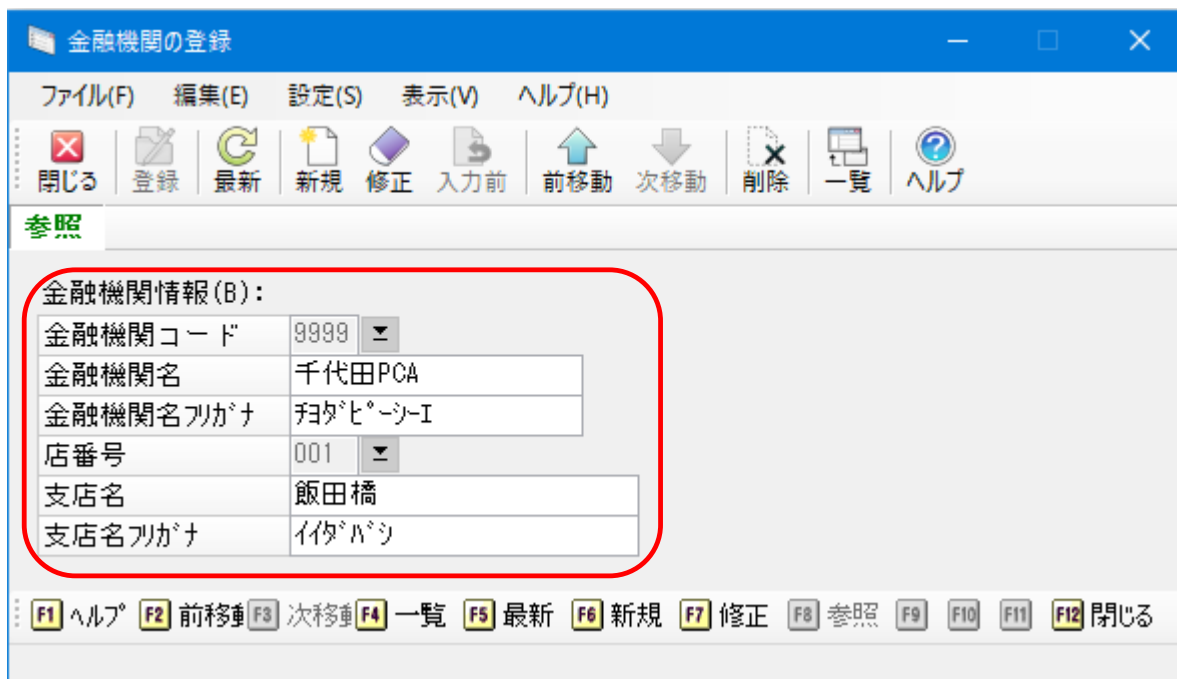 金融機関の登録
ファイル(F) 編集(E) 設定(S) 表示(V) ヘルプ(H)
閉じる 登録 最新 新規 修正 入力前 前移動 次移動 削除 一覧 ヘルプ
参照
金融機関情報(B):
金融機関コード 9999
金融機関名 千代田PCA
金融機関名ﾌﾘｶﾞﾅ ﾁﾖﾀﾞﾋﾟｰｼｰｴ
店番号 001
支店名 飯田橋
支店名ﾌﾘｶﾞﾅ ｲｲﾀﾞﾊﾞｼ
F1 ヘルプ F2 前移動 F3 次移動 F4 一覧 F5 最新 F6 新規 F7 修正 F8 参照 F9 F10 F11 F12 閉じる